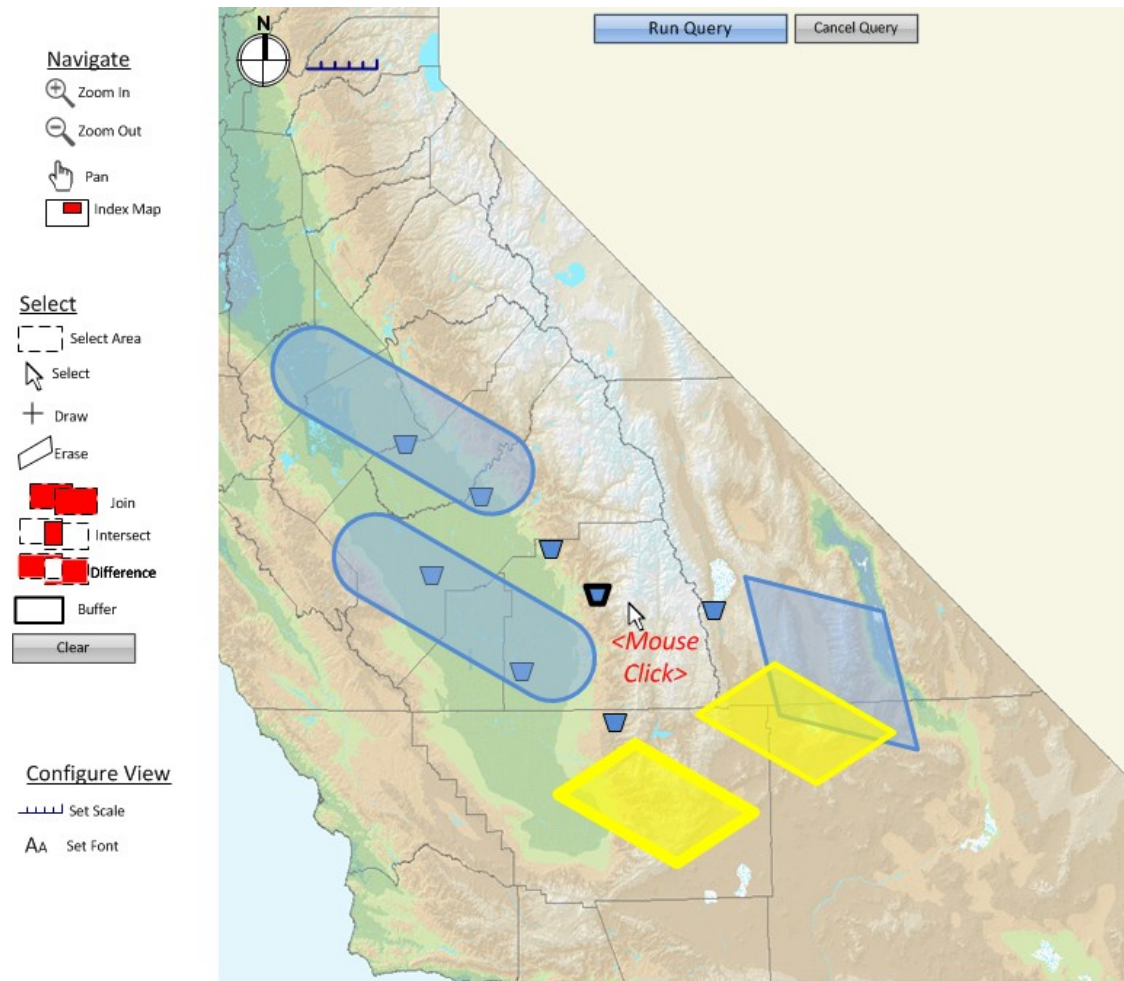 Navigate
Zoom In
Zoom Out
Pan
Index Map
Select
Select Area
Select
Draw
Erase
Join
Intersect
Difference
Buffer
Clear
Configure View
Set Scale
AA Set Font
N
Run Query
Cancel Query
<Mouse
Click>